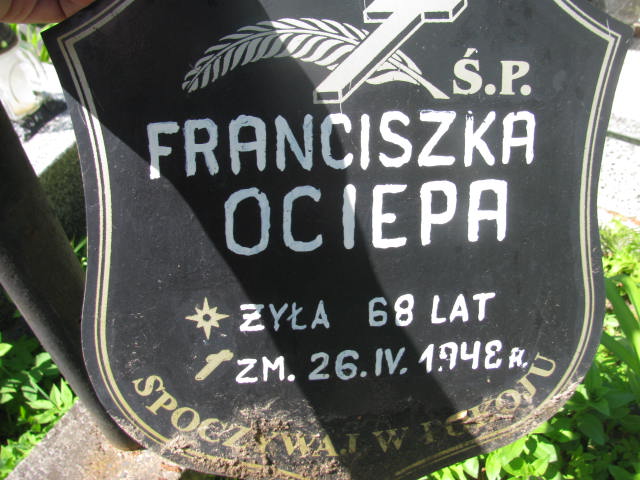 Ś.P.
FRANCISZKA
OCIEPA
ŻYŁA 68 LAT
ZM. 26.IV. 1948 R.
SPOCZYWAJ W POKOJU